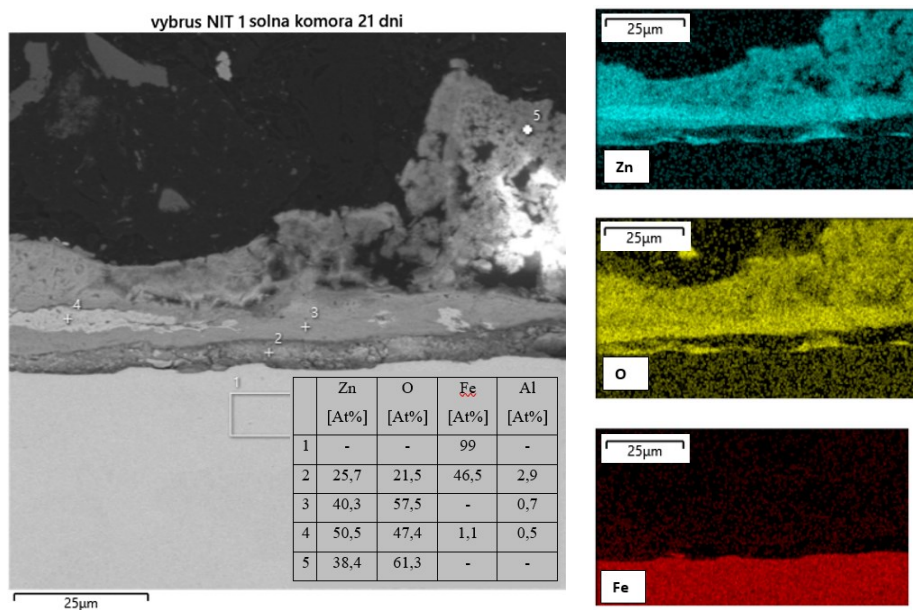 vybrus NIT 1 solna komora 21 dni
5
4
3
2
1
Zn O Fe Al
[At%] [At%] [At%] [At%]
1 - - 99 -
2 25,7 21,5 46,5 2,9
3 40,3 57,5 - 0,7
4 50,5 47,4 1,1 0,5
5 38,4 61,3 - -
25µm
25µm
Zn
25µm
O
25µm
Fe